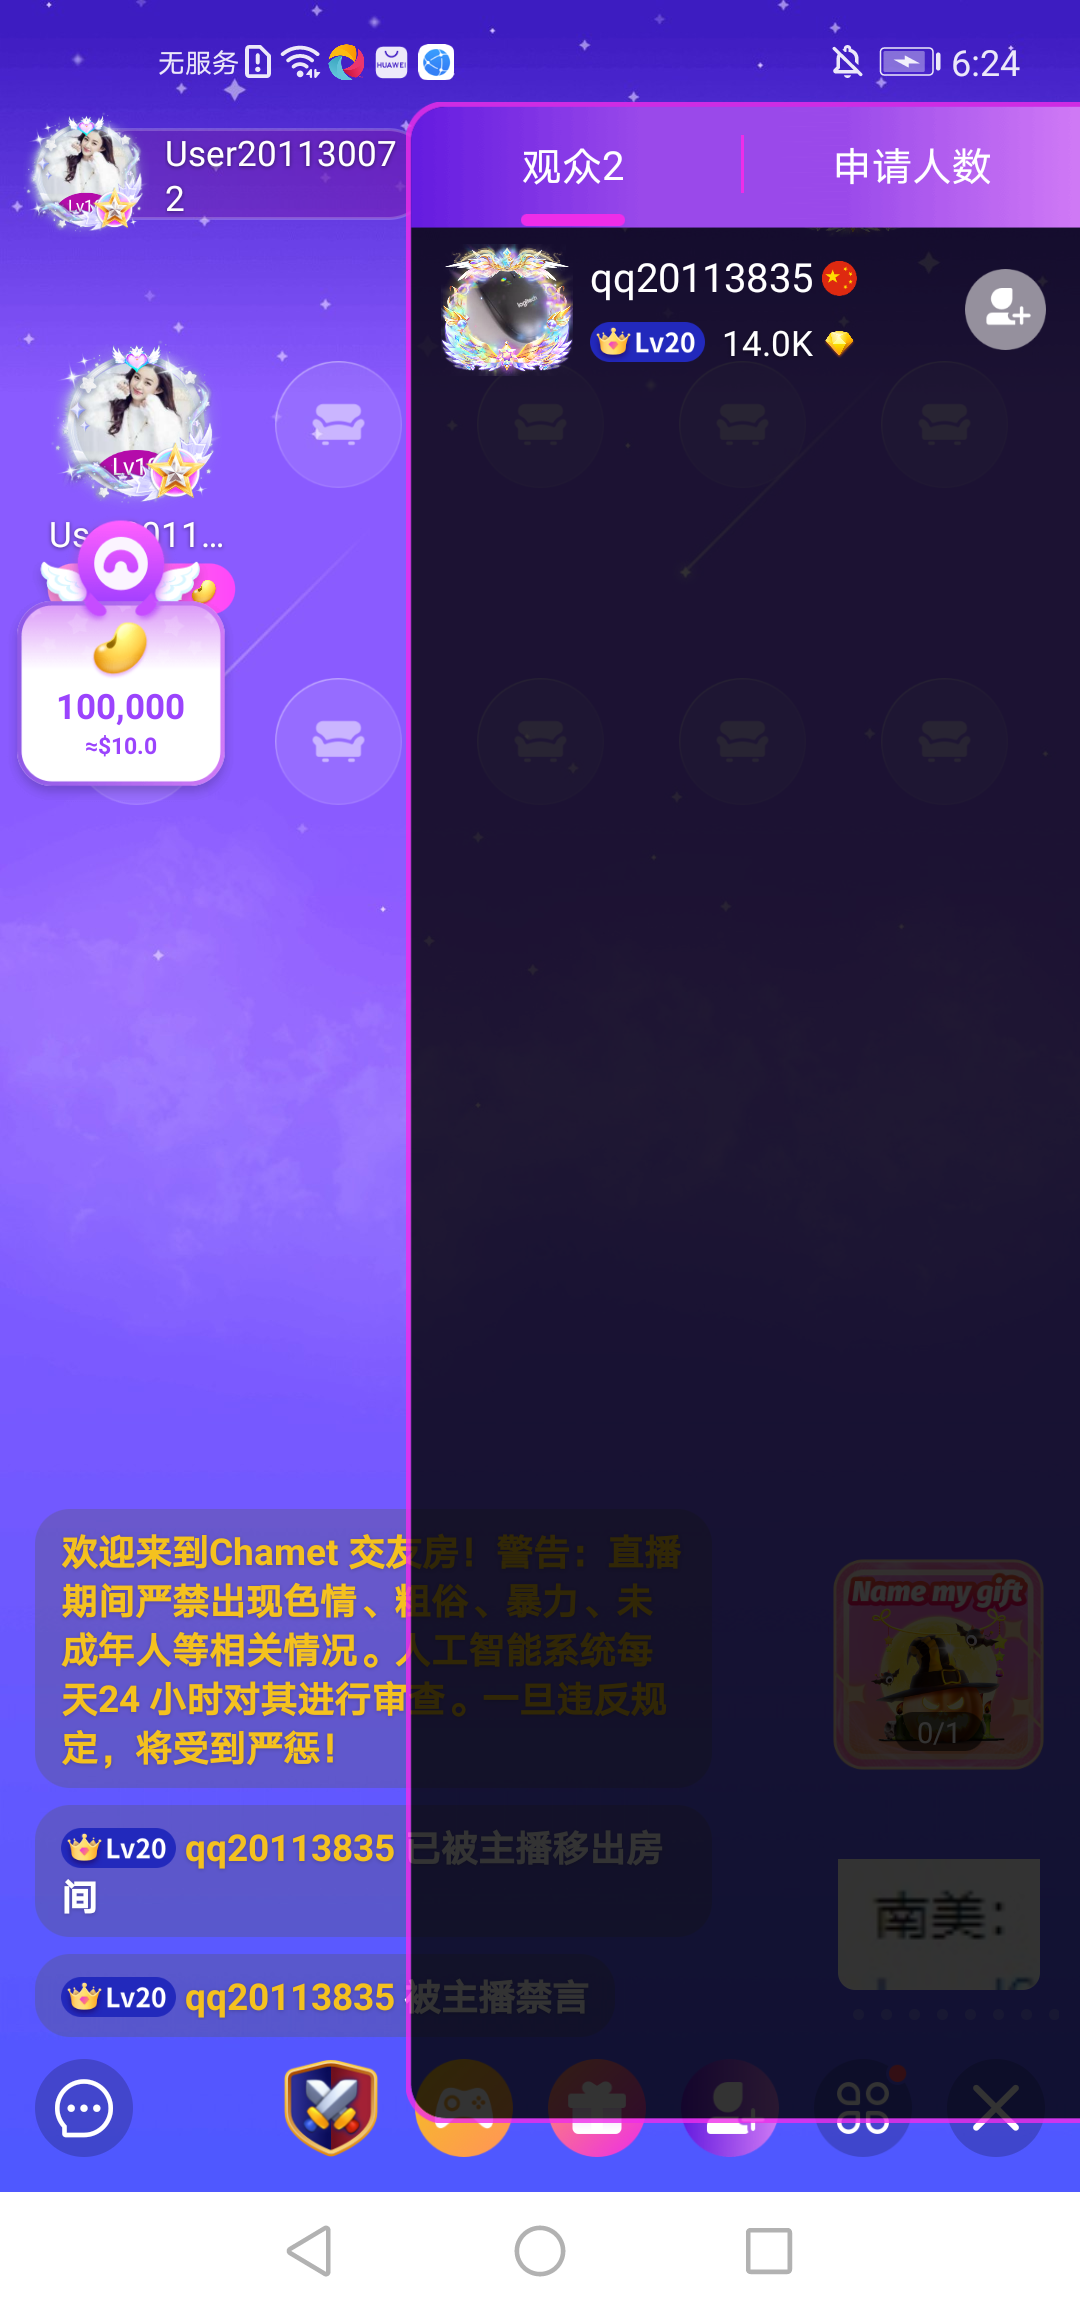 无服务
HUAWEI
6:24
User20113007
2
Lv1
观众2
申请人数
qq20113835
Lv20 14.0K
logitech
Lv1
100,000
≈$10.0
欢迎来到Chamet 交友房！警告：直播
期间严禁出现色情、粗俗、暴力、未
成年人等相关情况。人工智能系统每
天24 小时对其进行审查。一旦违反规
定，将受到严惩！
Name my gift
0/1
Lv20 qq20113835 已被主播移出房
间
南美：
Lv20 qq20113835 被主播禁言